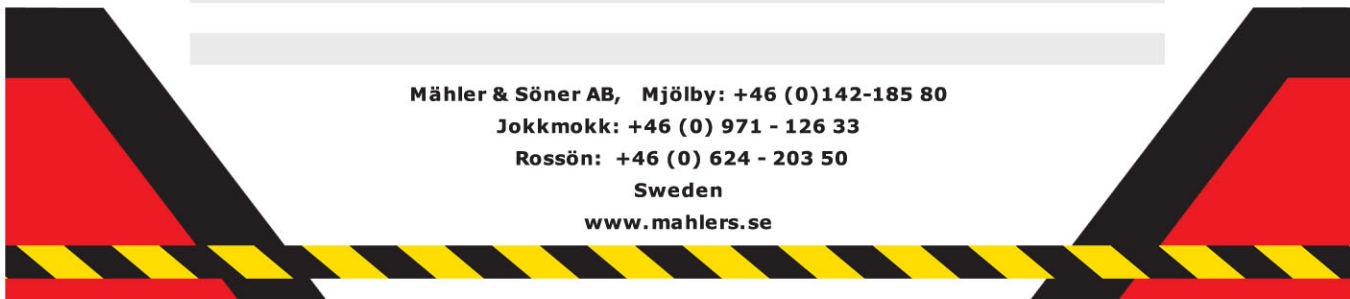 Mähler & Söner AB, Mjölby: +46 (0)142-185 80
Jokkmokk: +46 (0) 971 - 126 33
Rossön: +46 (0) 624 - 203 50
Sweden
www.mahlers.se